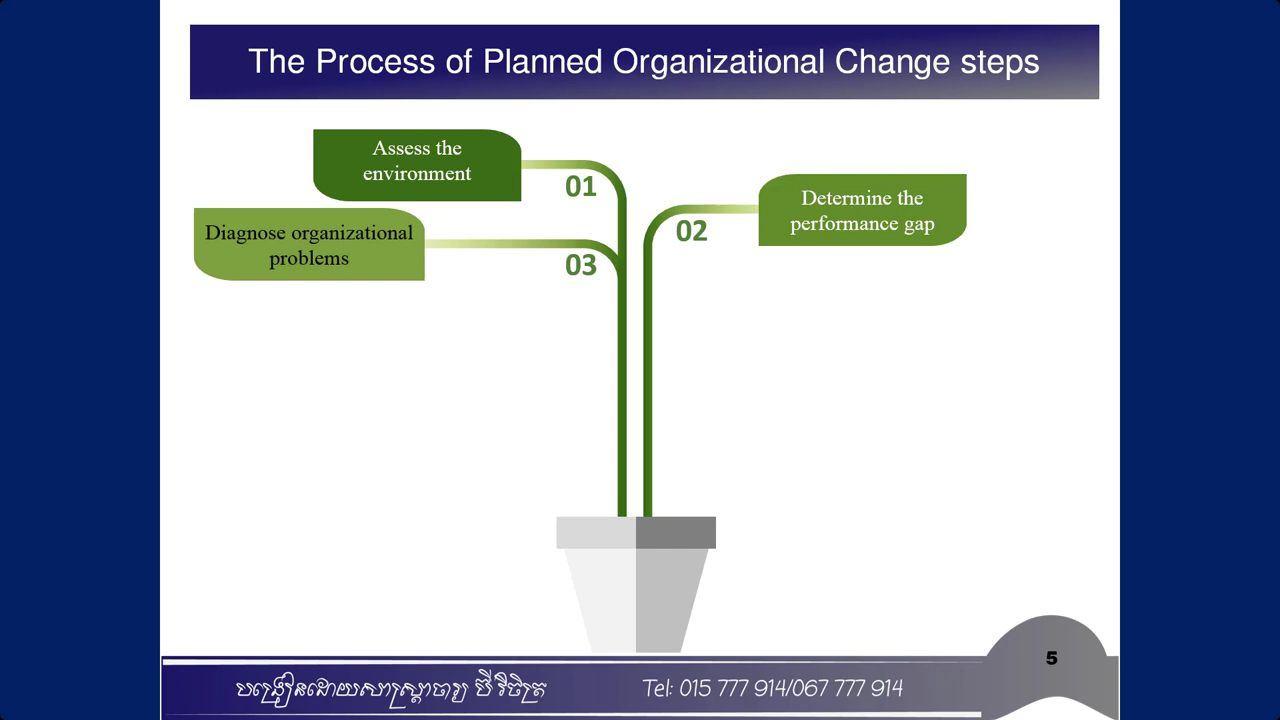 The Process of Planned Organizational Change steps
Assess the
environment
01
Determine the
performance gap
02
Diagnose organizational
problems
03
5
បង្រៀនដោយសាស្ត្រាចារ្យ ជី វិចិត្រ
Tel: 015 777 914/067 777 914